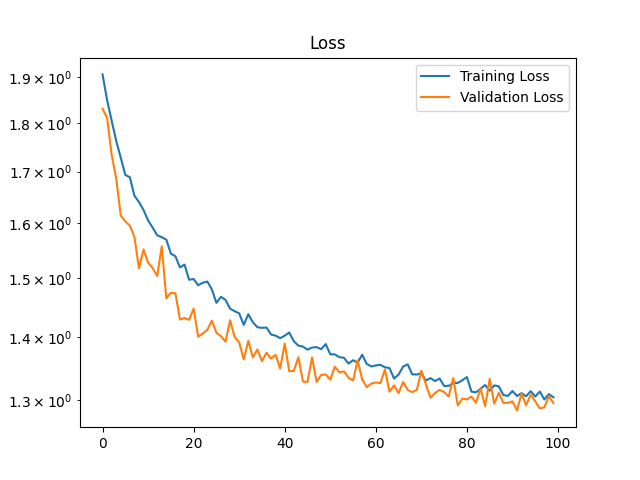 Loss
Training Loss
Validation Loss
1.9 × 10⁰
1.8 × 10⁰
1.7 × 10⁰
1.6 × 10⁰
1.5 × 10⁰
1.4 × 10⁰
1.3 × 10⁰
0 20 40 60 80 100